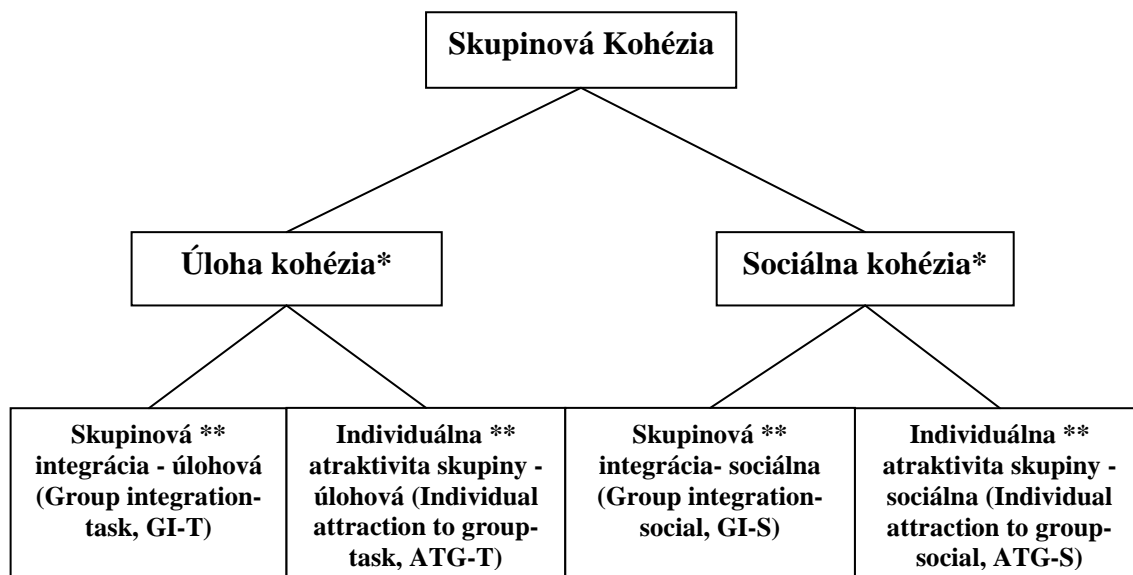 Skupinová Kohézia
Úloha kohézia*
Sociálna kohézia*
Skupinová **
integrácia - úlohová
(Group integration-
task, GI-T)
Individuálna **
atraktivita skupiny -
úlohová (Individual
attraction to group-
task, ATG-T)
Skupinová **
integrácia- sociálna
(Group integration-
social, GI-S)
Individuálna **
atraktivita skupiny -
sociálna (Individual
attraction to group-
social, ATG-S)